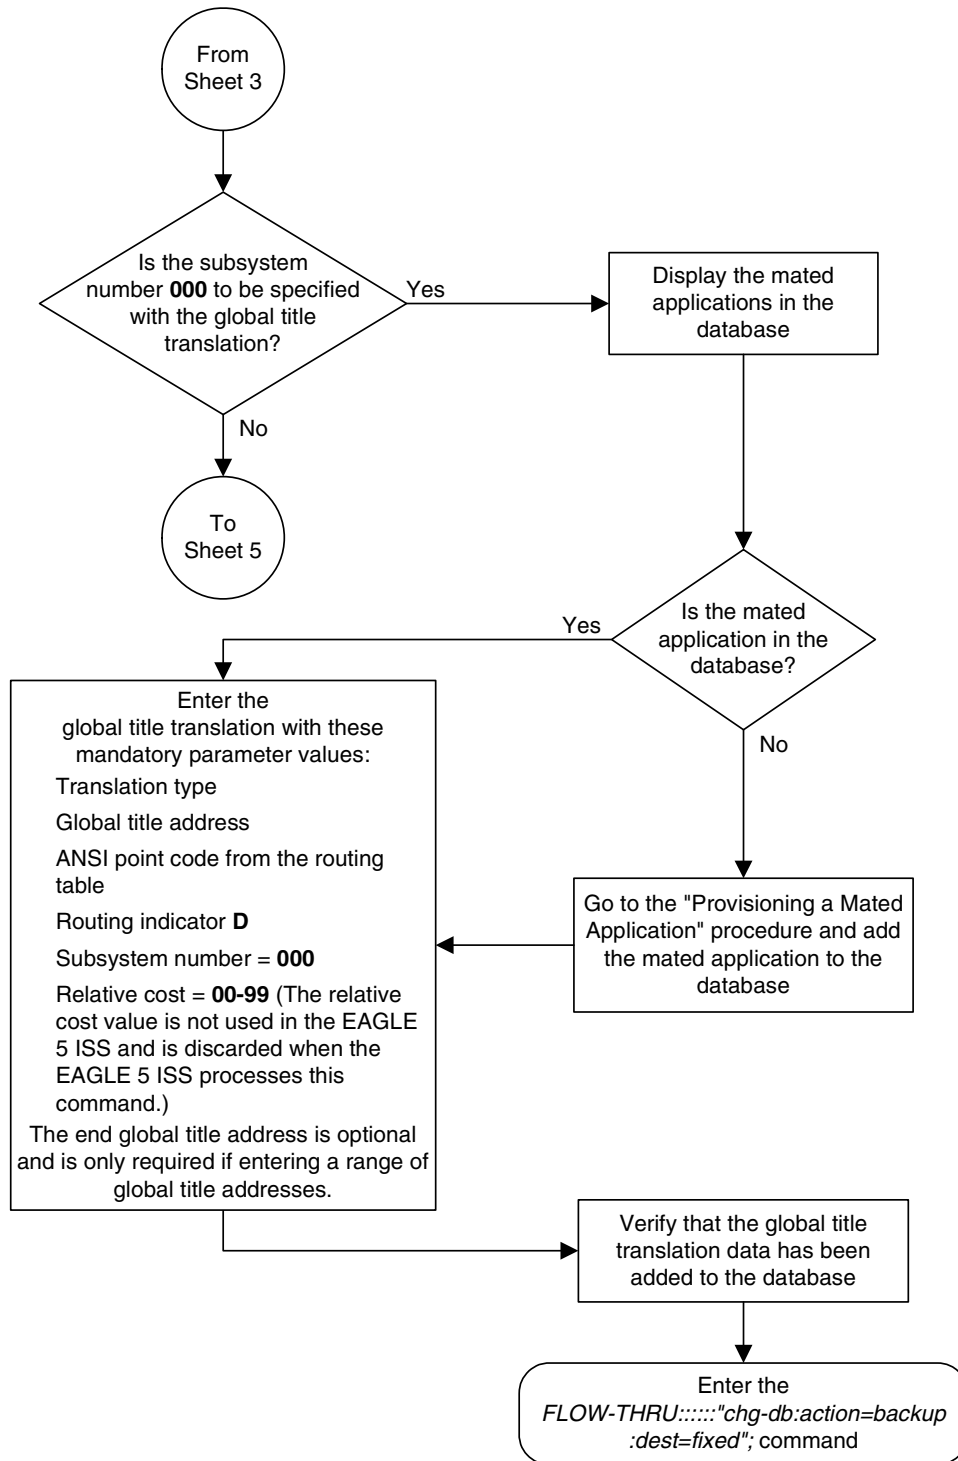 From
Sheet 3
Is the subsystem
number 000 to be specified
with the global title
translation?
Yes
Display the mated
applications in the
database
No
To
Sheet 5
Is the mated
application in the
database?
Yes
No
Enter the
global title translation with these
mandatory parameter values:
Translation type
Global title address
ANSI point code from the routing
table
Routing indicator D
Subsystem number = 000
Relative cost = 00-99 (The relative
cost value is not used in the EAGLE
5 ISS and is discarded when the
EAGLE 5 ISS processes this
command.)
The end global title address is optional
and is only required if entering a range of
global title addresses.
Go to the "Provisioning a Mated
Application" procedure and add
the mated application to the
database
Verify that the global title
translation data has been
added to the database
Enter the
FLOW-THRU::::::"chg-db:action=backup
:dest=fixed"; command